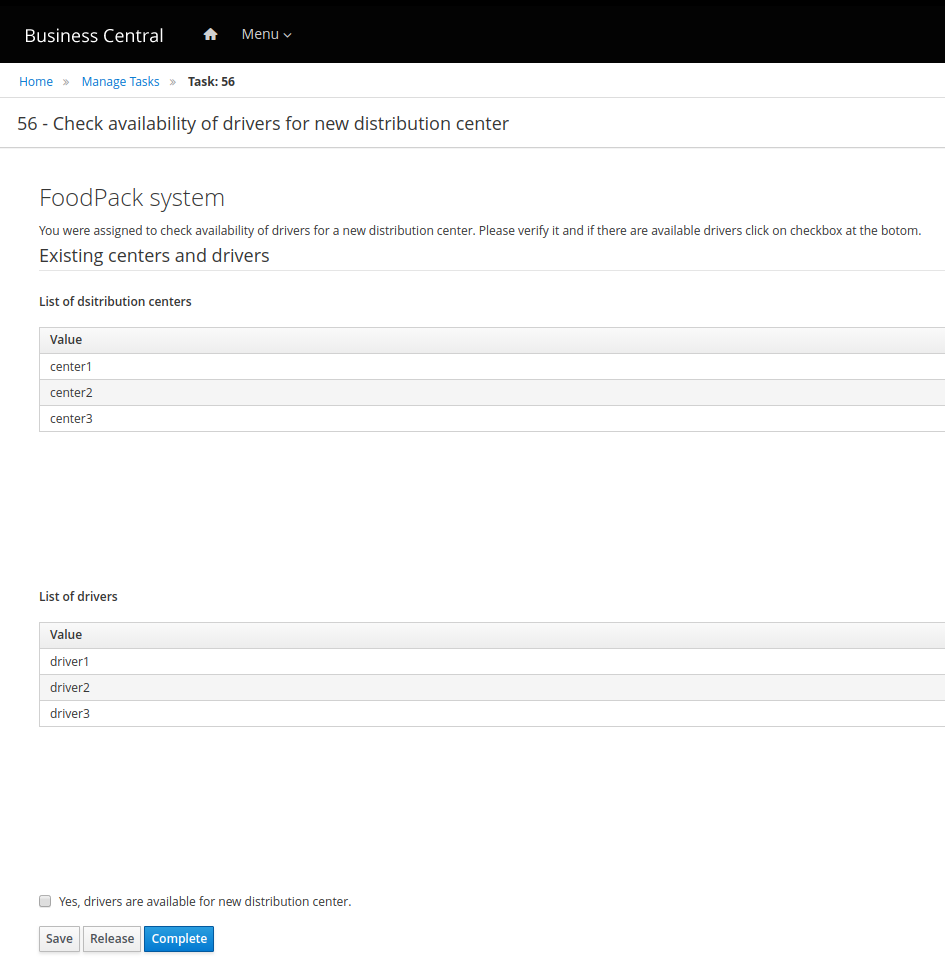 Business Central
Menu
Home » Manage Tasks » Task: 56
56 - Check availability of drivers for new distribution center
FoodPack system
You were assigned to check availability of drivers for a new distribution center. Please verify it and if there are available drivers click on checkbox at the botom.
Existing centers and drivers
List of dsitribution centers
Value
center1
center2
center3
List of drivers
Value
driver1
driver2
driver3
Yes, drivers are available for new distribution center.
Save Release Complete